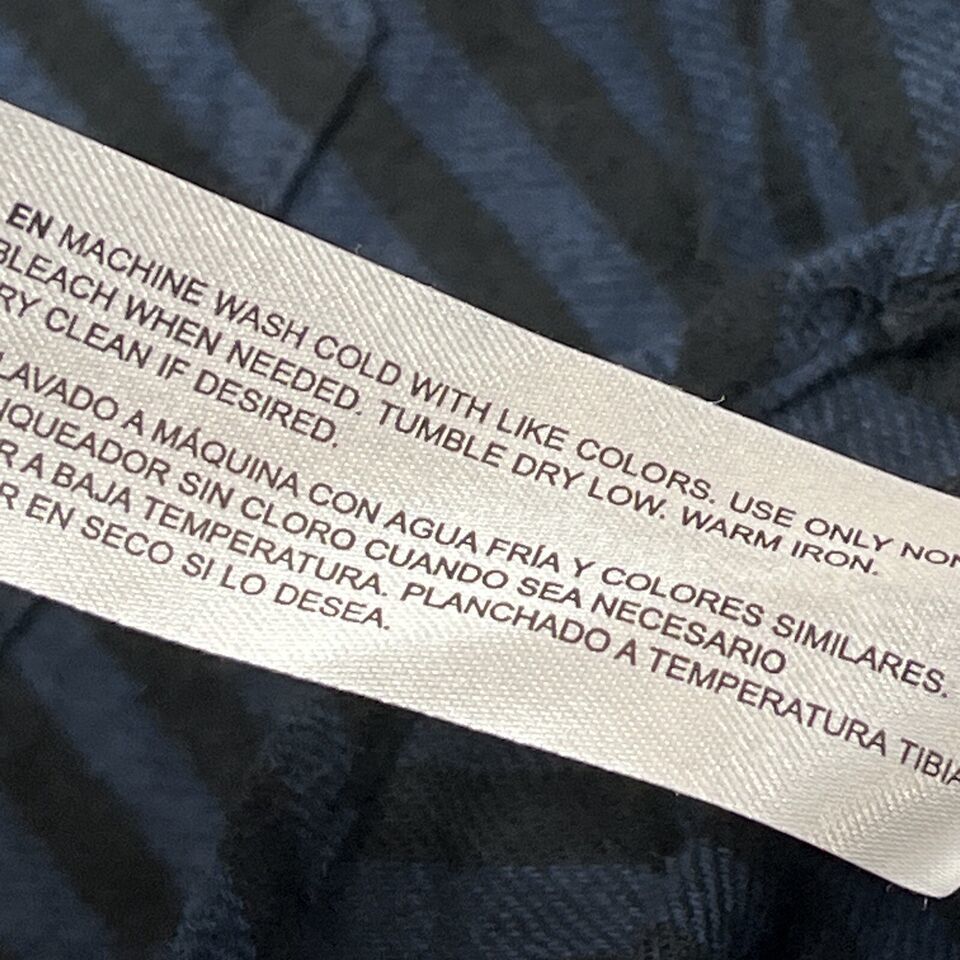 EN MACHINE WASH COLD WITH LIKE COLORS. USE ONLY NON
BLEACH WHEN NEEDED. TUMBLE DRY LOW. WARM IRON.
RY CLEAN IF DESIRED.
LAVADO A MÁQUINA CON AGUA FRÍA Y COLORES SIMILARES.
NQUEADOR SIN CLORO CUANDO SEA NECESARIO
R A BAJA TEMPERATURA. PLANCHADO A TEMPERATURA TIBIA
R EN SECO SI LO DESEA.